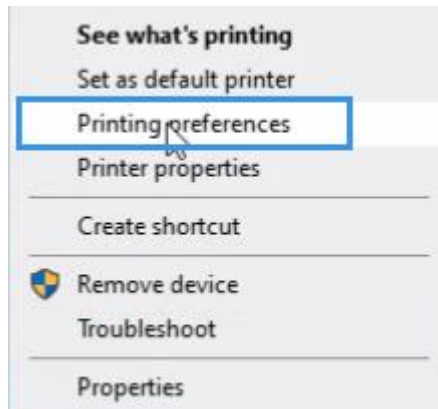 See what's printing
Set as default printer
Printing preferences
Printer properties
Create shortcut
Remove device
Troubleshoot
Properties